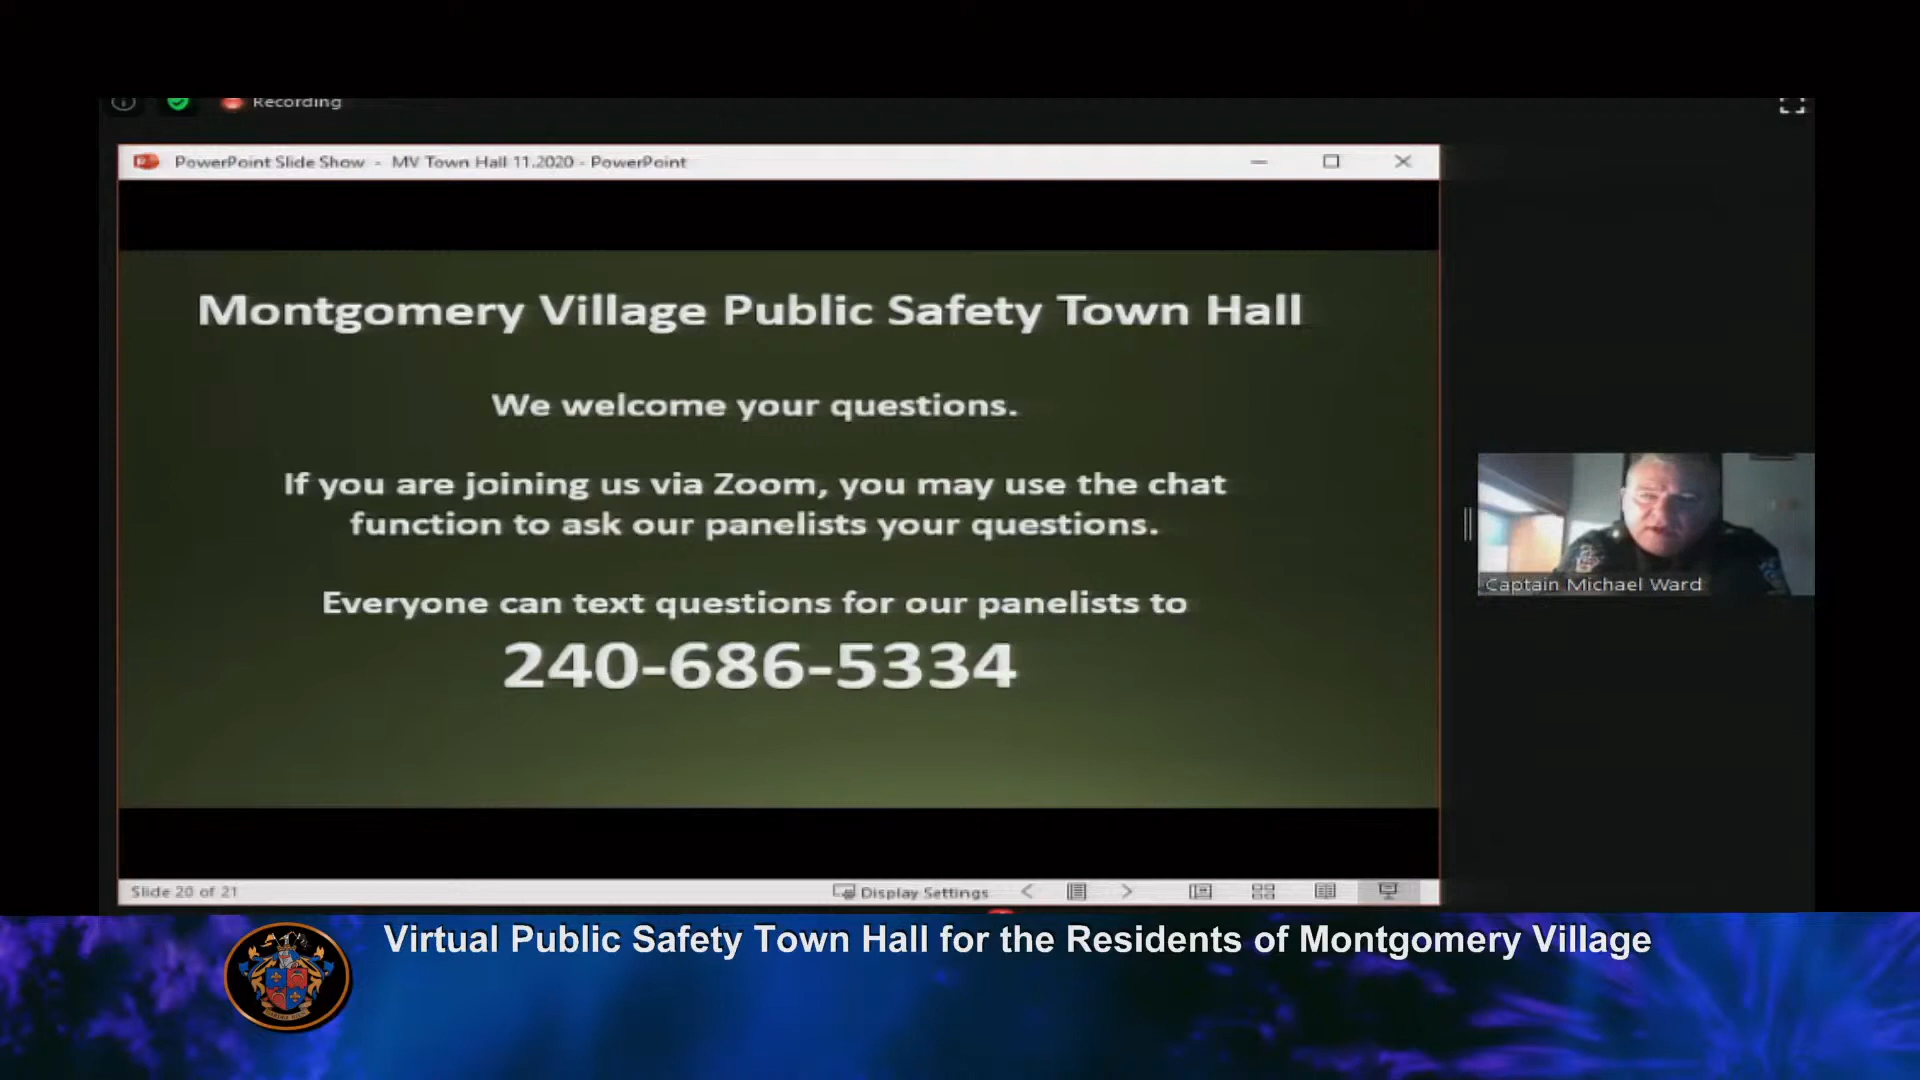 Recording
PowerPoint Slide Show - MV Town Hall 11.2020 - PowerPoint
Montgomery Village Public Safety Town Hall
We welcome your questions.
If you are joining us via Zoom, you may use the chat
function to ask our panelists your questions.
Everyone can text questions for our panelists to
240-686-5334
Captain Michael Ward
Slide 20 of 21
Display Settings
Virtual Public Safety Town Hall for the Residents of Montgomery Village